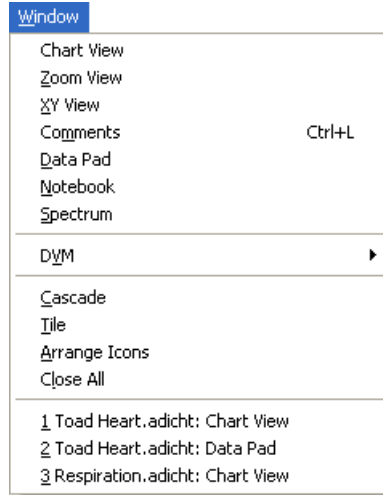 Window
Chart View
Zoom View
XY View
Comments Ctrl+L
Data Pad
Notebook
Spectrum
DVM
Cascade
Tile
Arrange Icons
Close All
1 Toad Heart.adicht: Chart View
2 Toad Heart.adicht: Data Pad
3 Respiration.adicht: Chart View